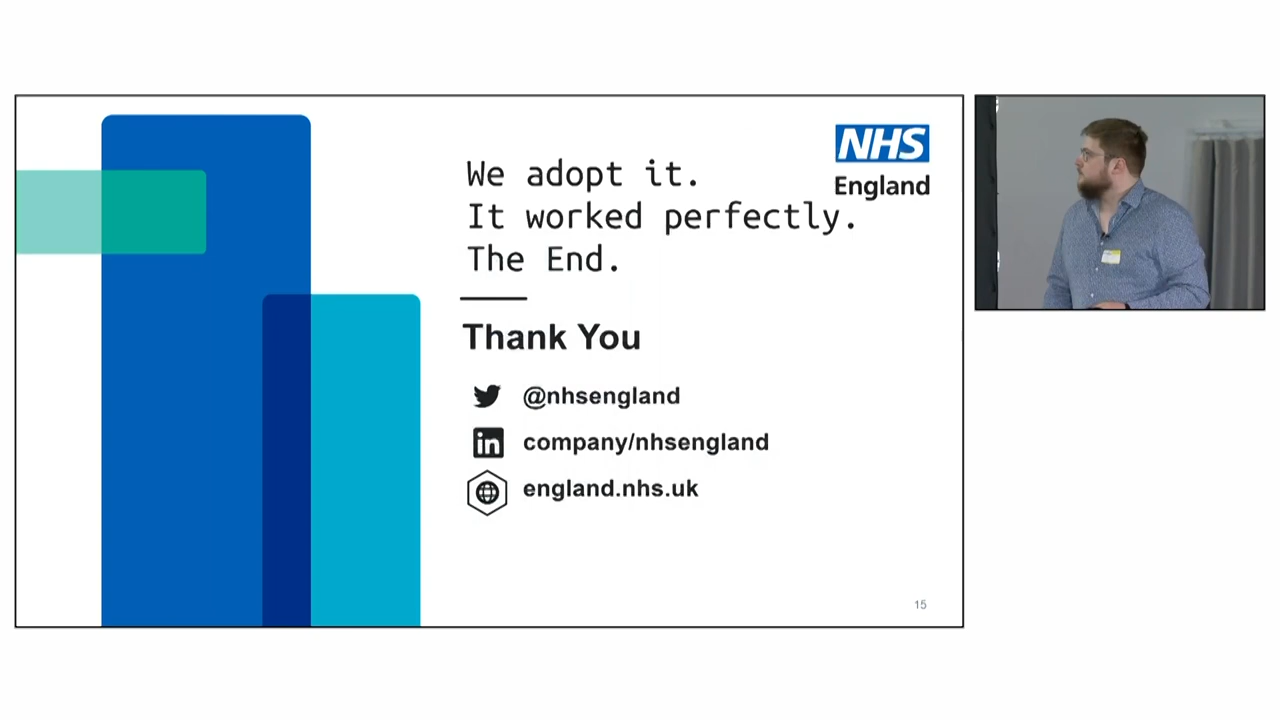 We adopt it.
It worked perfectly.
The End.
NHS
England
Thank You
@nhsengland
in
company/nhsengland
england.nhs.uk
15